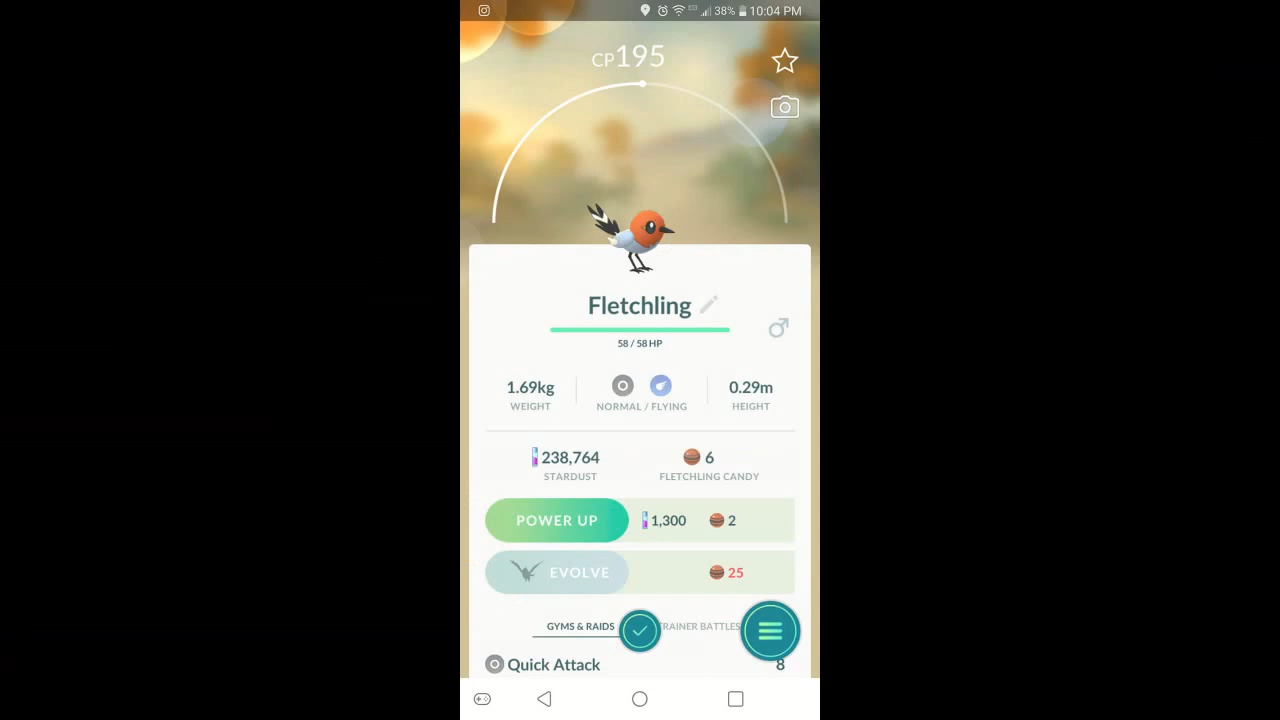 38% 10:04 PM
CP195
Fletchling
58 / 58 HP
1.69kg
WEIGHT
NORMAL / FLYING
0.29m
HEIGHT
238,764
STARDUST
6
FLETCHLING CANDY
POWER UP 1,300 2
EVOLVE 25
GYMS & RAIDS TRAINER BATTLES
Quick Attack 8